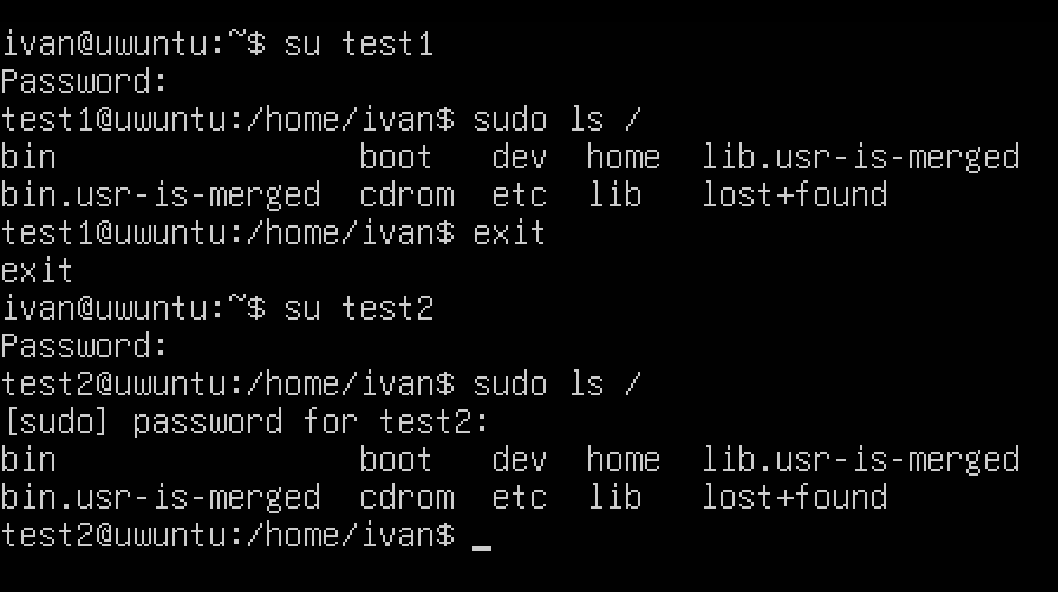 ivan@uwuntu:~$ su test1
Password:
test1@uwuntu:/home/ivan$ sudo ls /
bin                boot   dev  home  lib.usr-is-merged
bin.usr-is-merged  cdrom  etc  lib   lost+found
test1@uwuntu:/home/ivan$ exit
exit
ivan@uwuntu:~$ su test2
Password:
test2@uwuntu:/home/ivan$ sudo ls /
[sudo] password for test2:
bin                boot   dev  home  lib.usr-is-merged
bin.usr-is-merged  cdrom  etc  lib   lost+found
test2@uwuntu:/home/ivan$ _